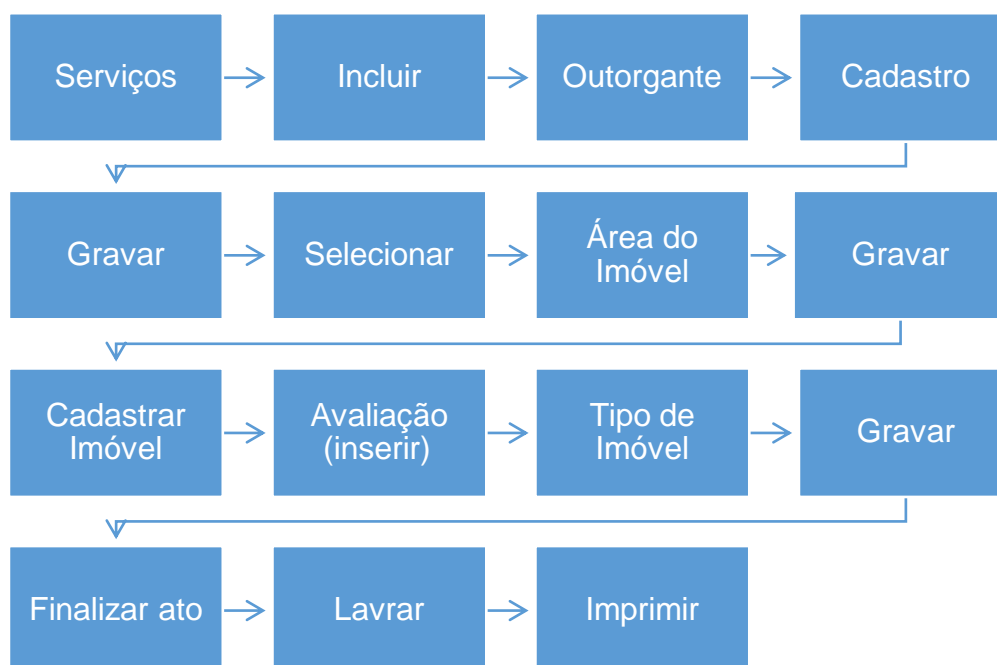 Serviços
Incluir
Outorgante
Cadastro
Gravar
Selecionar
Área do
Imóvel
Gravar
Cadastrar
Imóvel
Avaliação
(inserir)
Tipo de
Imóvel
Gravar
Finalizar ato
Lavrar
Imprimir